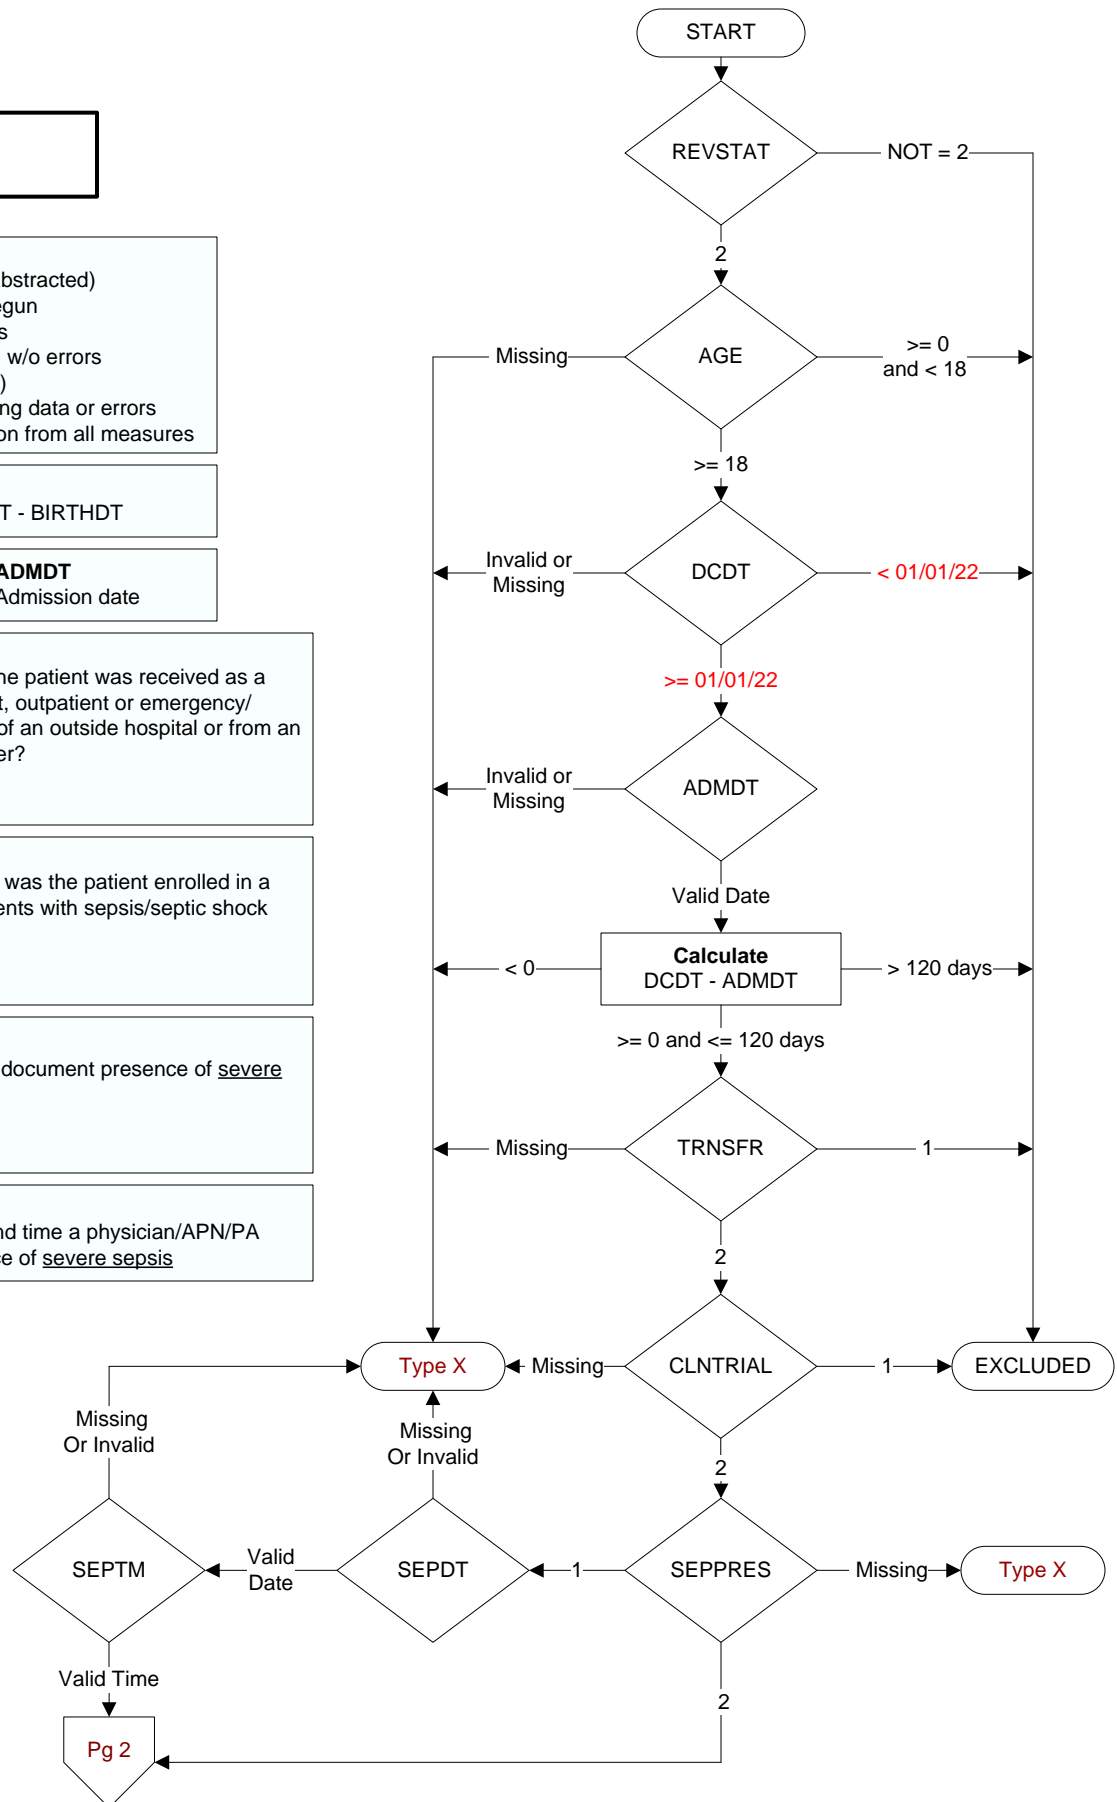 START
REVSTAT
NOT = 2
2
AGE
Missing
>= 0
and < 18
>= 18
DCDT
Invalid or
Missing
< 01/01/22
>= 01/01/22
ADMDT
Invalid or
Missing
Valid Date
Calculate
DCDT - ADMDT
< 0
> 120 days
>= 0 and <= 120 days
TRNSFR
Missing
1
2
Type X
Missing
CLNTRIAL
1
EXCLUDED
Missing
Or Invalid
Missing
Or Invalid
2
SEPTM
Valid
Date
SEPDT
1
SEPPRES
Missing
Type X
Valid Time
2
Pg 2
bstracted)
egun
s
w/o errors
)
ng data or errors
on from all measures
T - BIRTHDT
ADMDT
Admission date
he patient was received as a
t, outpatient or emergency/
of an outside hospital or from an
er?
was the patient enrolled in a
ents with sepsis/septic shock
document presence of severe
nd time a physician/APN/PA
ce of severe sepsis